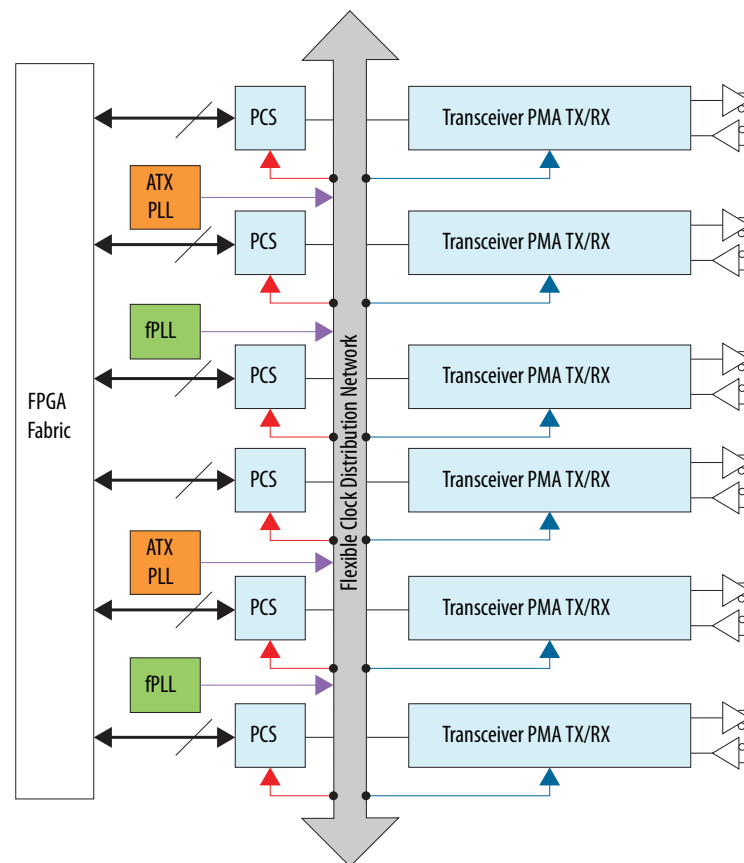 PCS
Transceiver PMA TX/RX
ATX
PLL
PCS
Transceiver PMA TX/RX
fPLL
PCS
Transceiver PMA TX/RX
FPGA
Fabric
Flexible Clock Distribution Network
PCS
Transceiver PMA TX/RX
ATX
PLL
PCS
Transceiver PMA TX/RX
fPLL
PCS
Transceiver PMA TX/RX